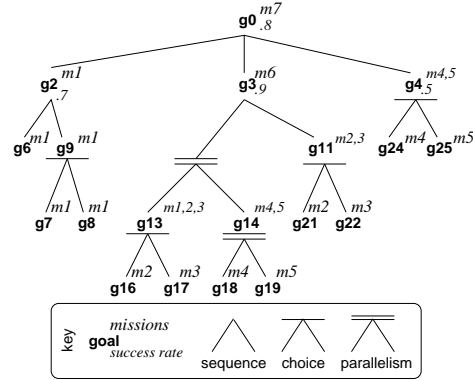 g0 m7 .8
g2 m1 .7 g3 m6 .9 g4 m4,5 .5
g6 m1 g9 m1 g11 m2,3 g24 m4 g25 m5
g7 m1 g8 m1 g13 m1,2,3 g14 m4,5 g21 m2 g22 m3
g16 m2 g17 m3 g18 m4 g19 m5
key
goal missions success rate
sequence choice parallelism